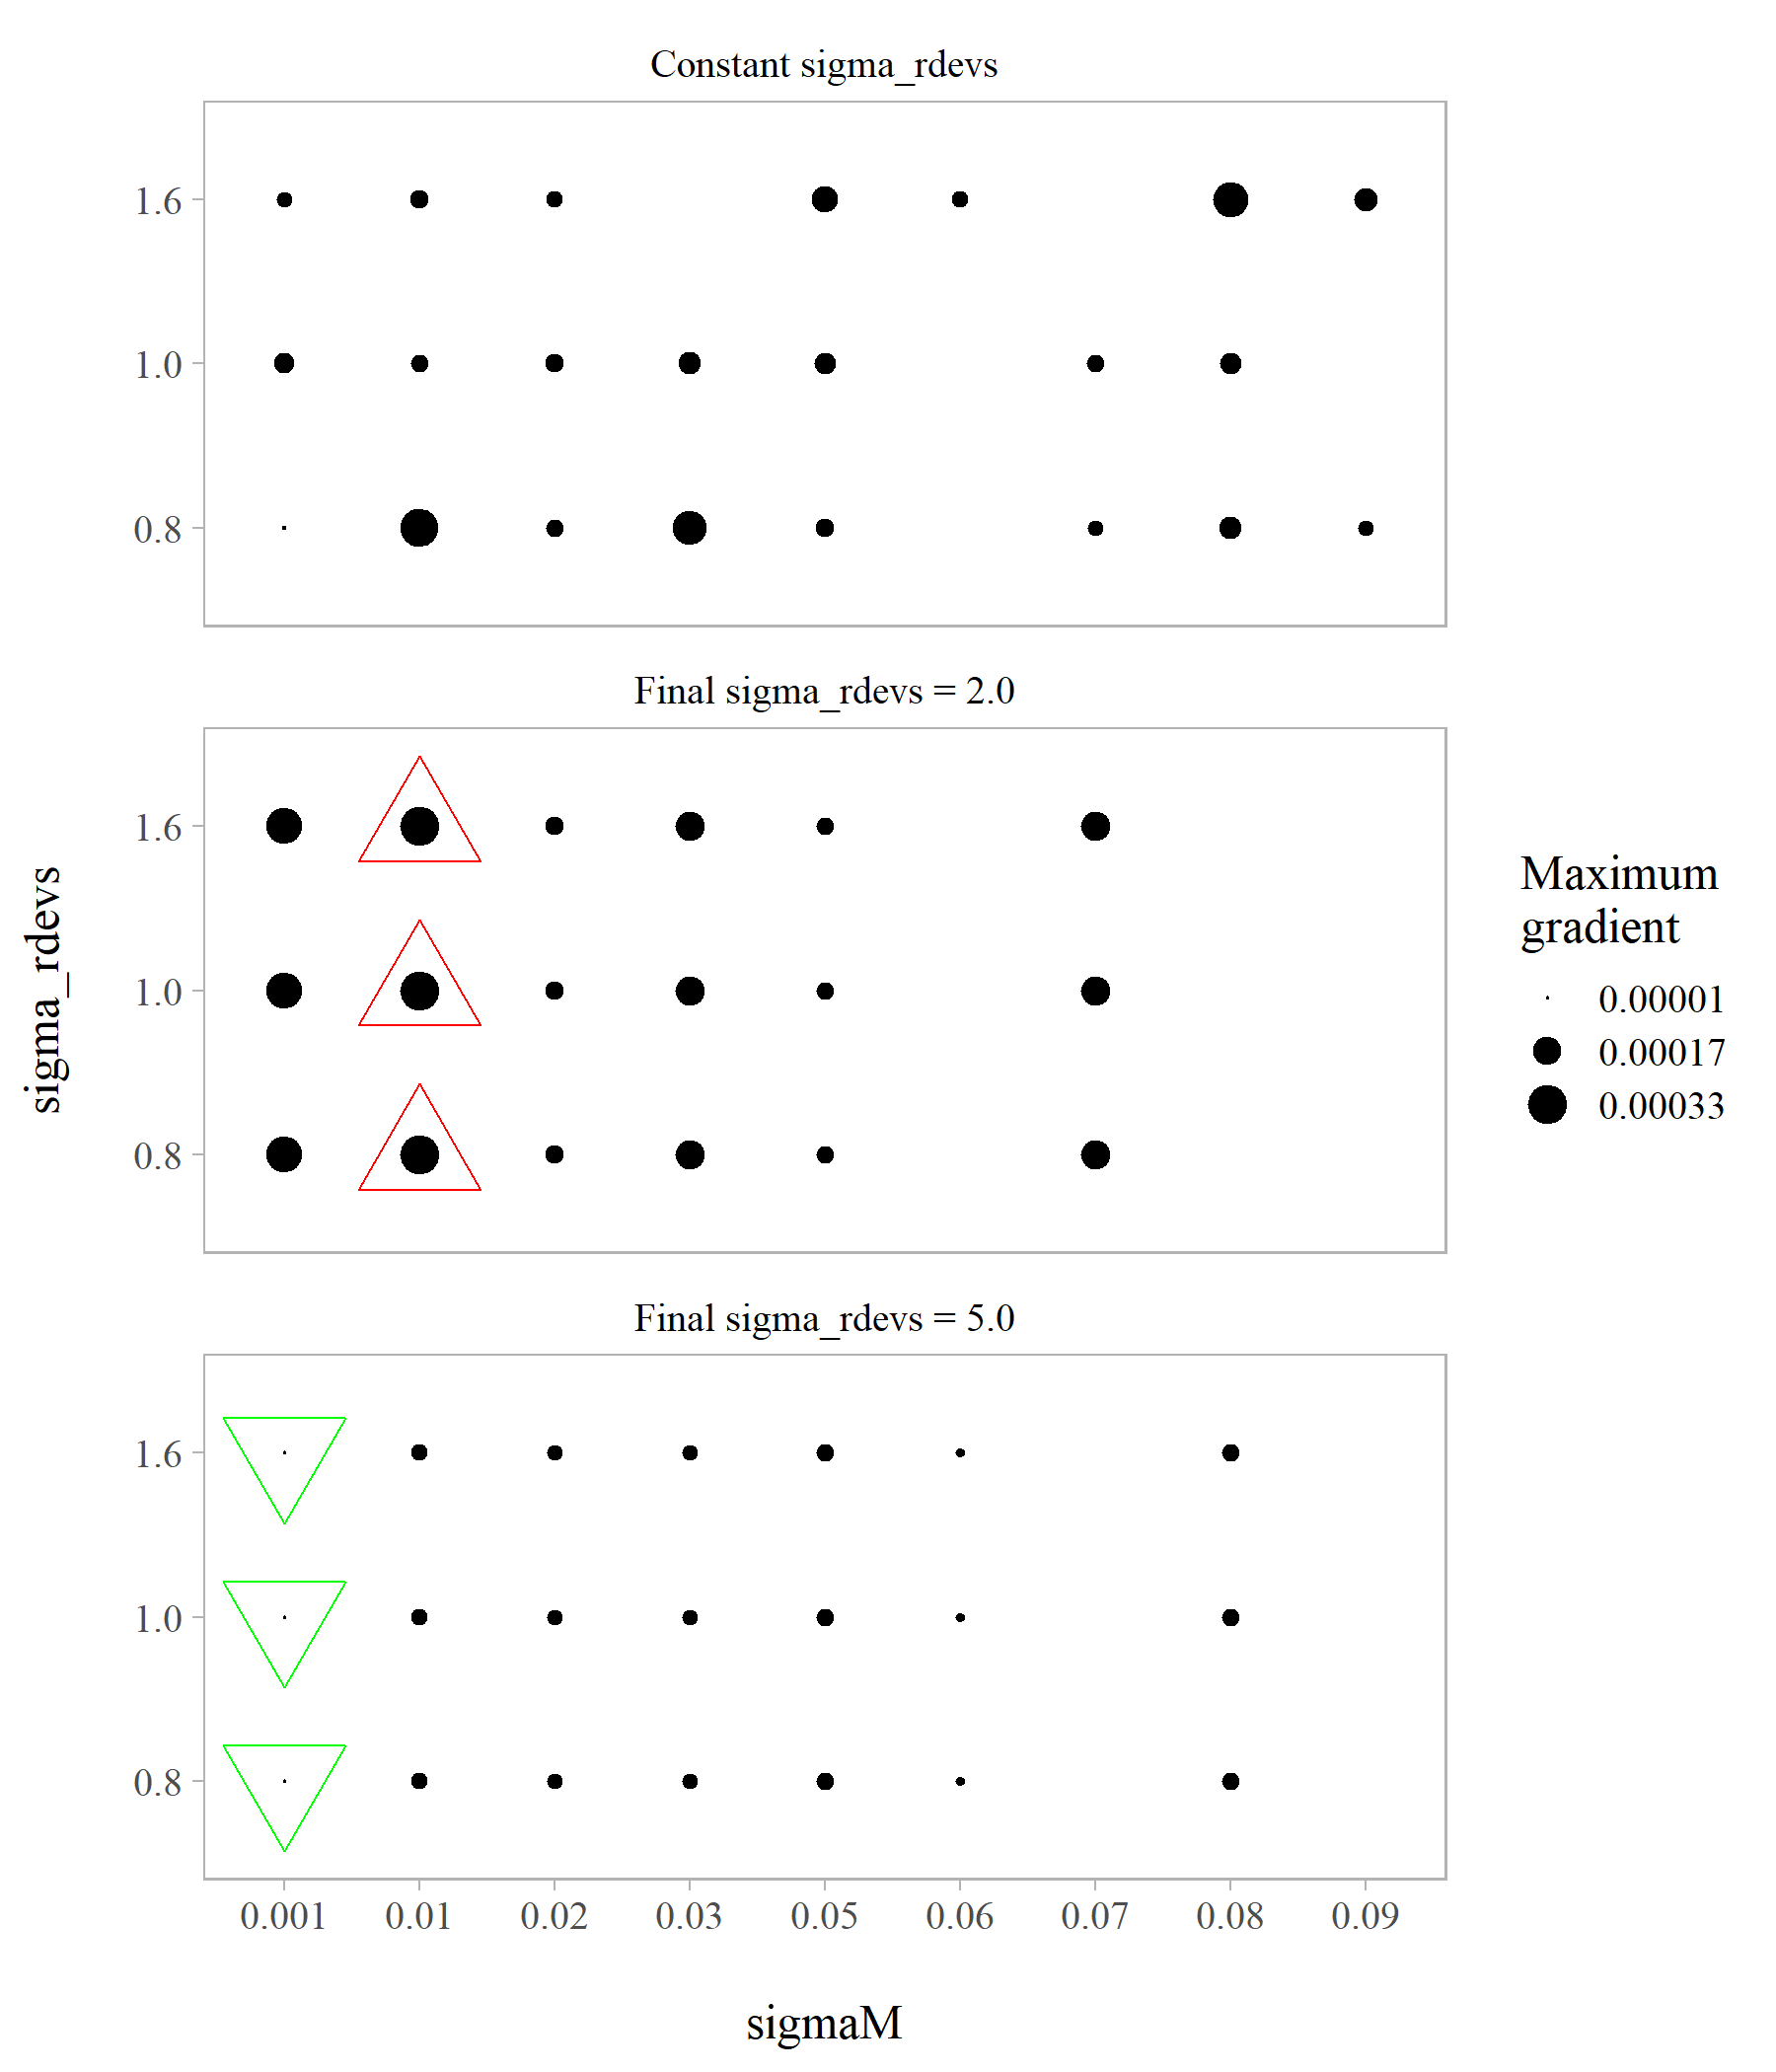 Constant sigma_rdevs
1.6
1.0
0.8
Final sigma_rdevs = 2.0
1.6
1.0
0.8
Final sigma_rdevs = 5.0
1.6
1.0
0.8
0.001 0.01 0.02 0.03 0.05 0.06 0.07 0.08 0.09
sigmaM
sigma_rdevs
Maximum
gradient
0.00001
0.00017
0.00033